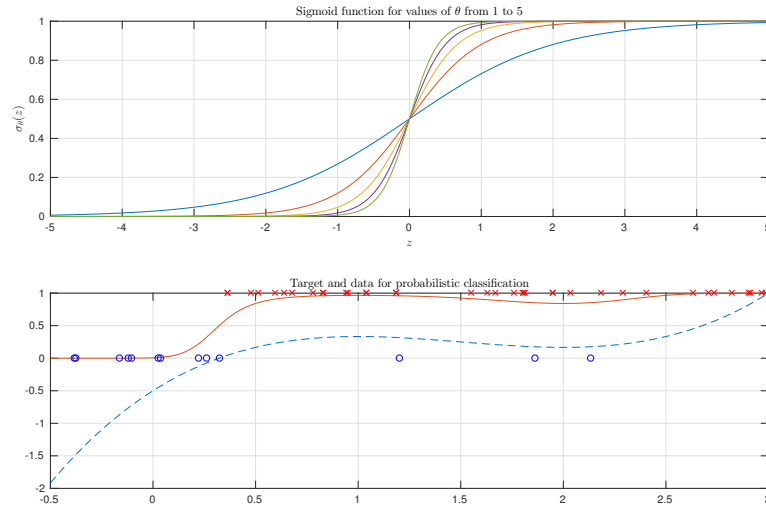 Sigmoid function for values of θ from 1 to 5
1
0.8
0.6
0.4
0.2
0
σθ(z)
-5 -4 -3 -2 -1 0 1 2 3 4 5
z
Target and data for probabilistic classification
1
0.5
0
-0.5
-1
-1.5
-2
-0.5 0 0.5 1 1.5 2 2.5 3